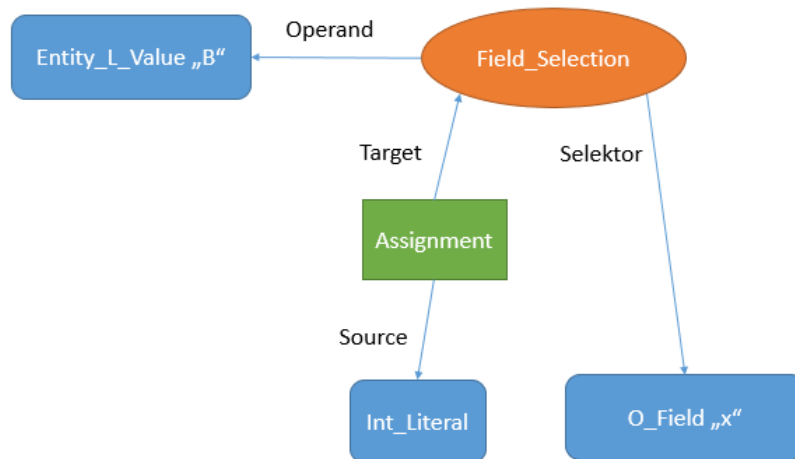 Operand
Entity_L_Value „B“
Field_Selection
Target
Selektor
Assignment
Source
Int_Literal
O_Field „x“